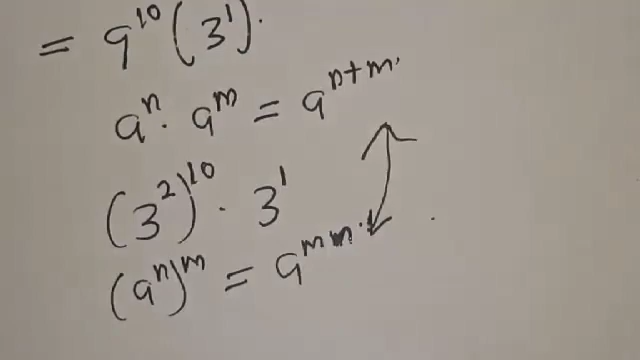 = 9^10 (3^1).
a^n . a^m = a^n+m.
(3^2)^10 . 3^1
(a^n)^m = a^mn.